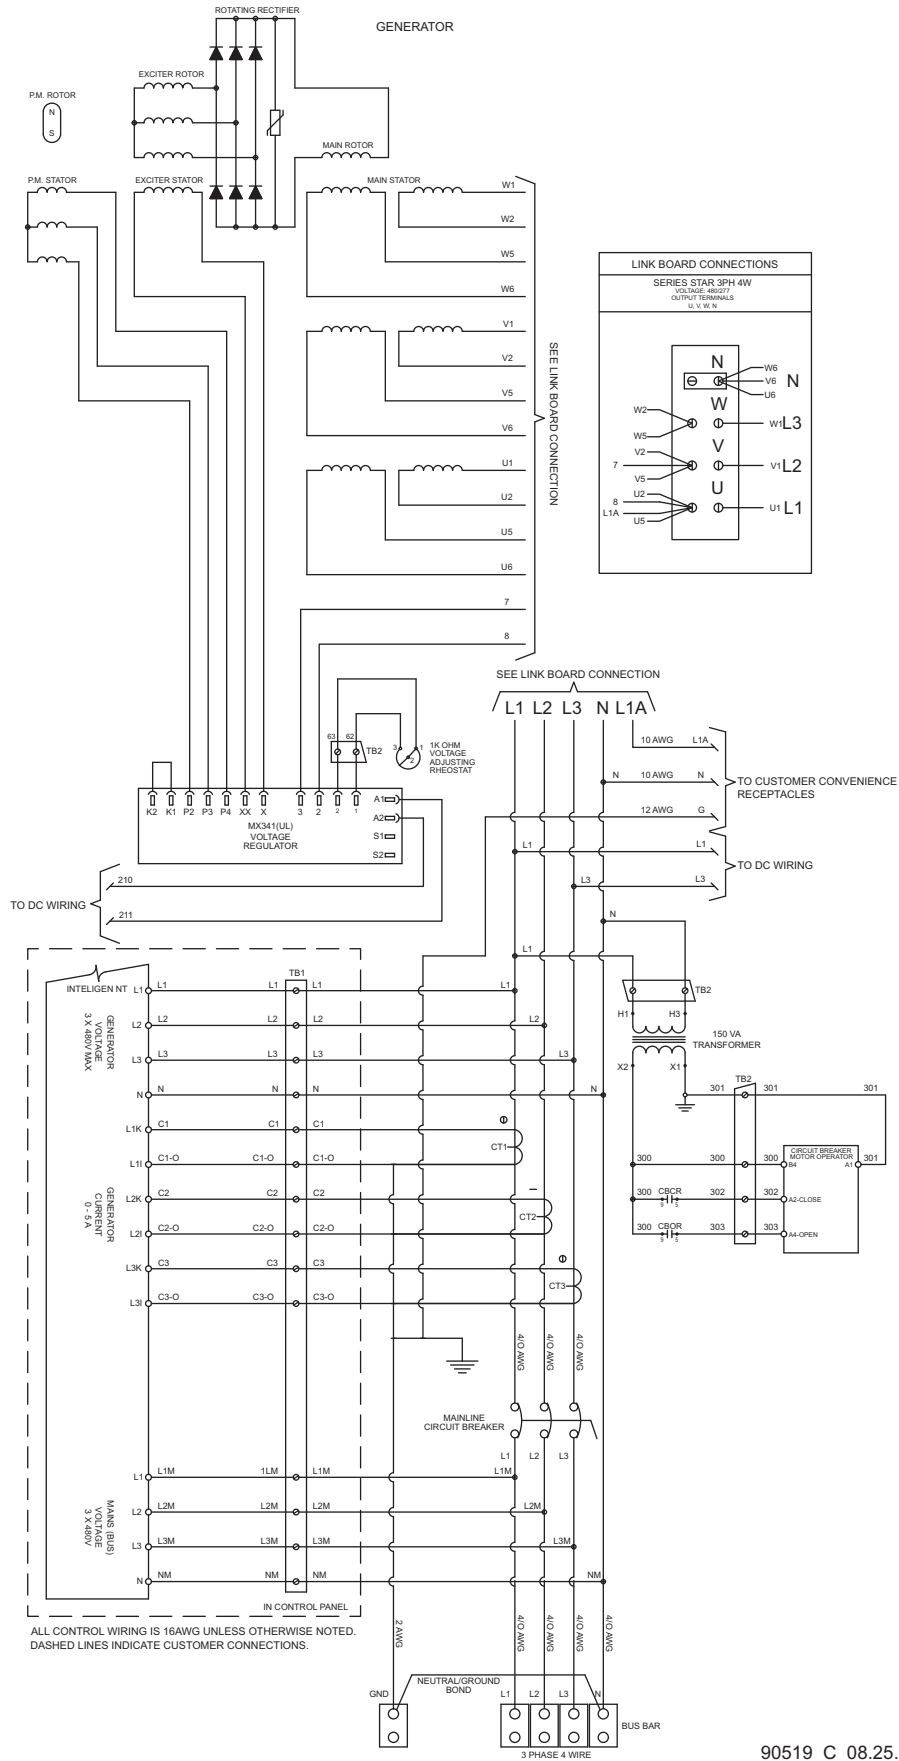 ROTATING RECTIFIER
GENERATOR
EXCITER ROTOR
P.M. ROTOR
N
S
MAIN ROTOR
P.M. STATOR
EXCITER STATOR
MAIN STATOR
W1
W2
W5
W6
V1
V2
V5
V6
U1
U2
U5
U6
7
8
SEE LINK BOARD CONNECTION
LINK BOARD CONNECTIONS
SERIES STAR 3PH 4W
VOLTAGE: 480/277
OUTPUT TERMINALS
U, V, W, N
N
W6
V6 N
U6
W
W2
W5
W1 L3
V
V2
7
V5
V1 L2
U
U2
8
L1A
U5
U1 L1
SEE LINK BOARD CONNECTION
L1 L2 L3 N L1A
63 62
TB2
3 1
2
1K OHM
VOLTAGE
ADJUSTING
RHEOSTAT
10 AWG L1A
N 10 AWG N
12 AWG G
TO CUSTOMER CONVENIENCE
RECEPTACLES
K2 K1 P2 P3 P4 XX X 3 2 2 1
A1
A2
S1
S2
MX341(UL)
VOLTAGE
REGULATOR
L1 L1
L3 L3
TO DC WIRING
210
TO DC WIRING
211
N
L1
TB2
H1 H3
150 VA
TRANSFORMER
X2 X1
TB1
INTELIGEN NT
GENERATOR
VOLTAGE
3 X 480V MAX
L1 L1 L1 L1 L1
L2 L2 L2 L2 L2
L3 L3 L3 L3 L3
N N N N N
L1K C1 C1 C1
L1I C1-O C1-O C1-O
CT1
GENERATOR
CURRENT
0 - 5 A
L2K C2 C2 C2
L2I C2-O C2-O C2-O
CT2
L3K C3 C3 C3
L3I C3-O C3-O C3-O
CT3
TB2
301 301 301
CIRCUIT BREAKER
MOTOR OPERATOR
300 300 300 B4 A1 301
300 CBCR 302 302 A2-CLOSE
9 5
300 CBOR 303 303 A4-OPEN
9 5
4/O AWG 4/O AWG 4/O AWG
MAINLINE
CIRCUIT BREAKER
L1 L2 L3
MAINS (BUS)
VOLTAGE
3 X 480V
L1 L1M 1LM L1M L1M
L2 L2M L2M L2M L2M
L3 L3M L3M L3M L3M
N NM NM NM NM
IN CONTROL PANEL
ALL CONTROL WIRING IS 16AWG UNLESS OTHERWISE NOTED.
DASHED LINES INDICATE CUSTOMER CONNECTIONS.
2 AWG 4/O AWG 4/O AWG 4/O AWG 4/O AWG
NEUTRAL/GROUND
BOND
GND L1 L2 L3 N
BUS BAR
3 PHASE 4 WIRE
90519 C 08.25.